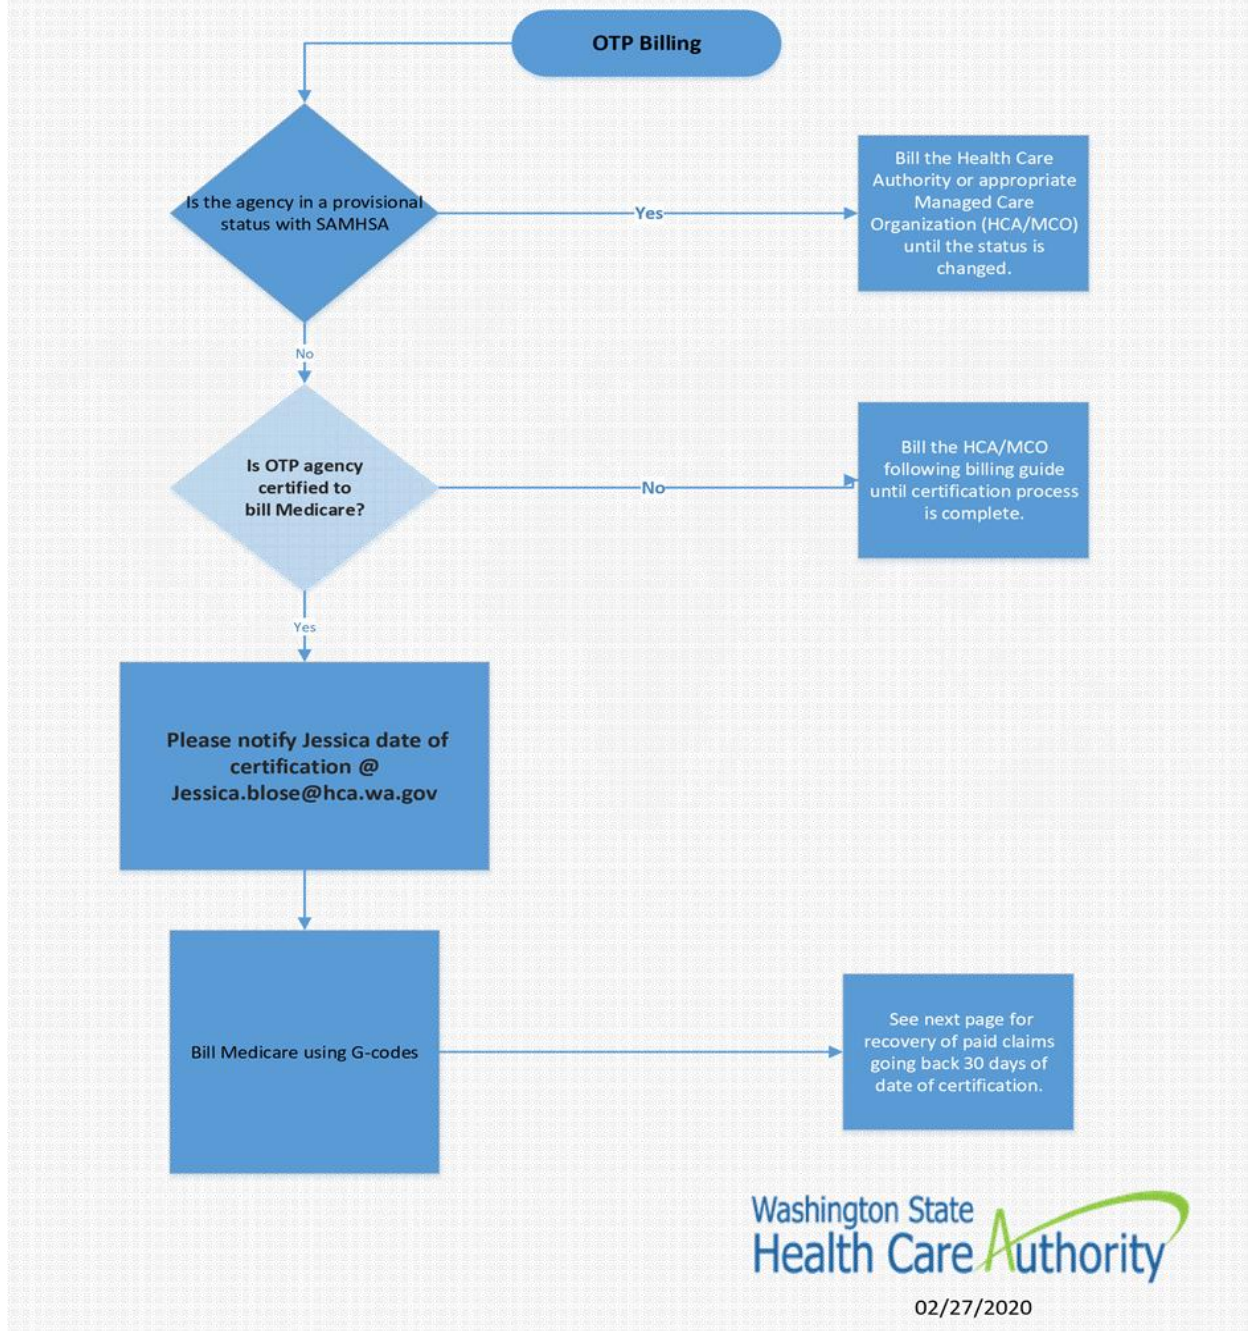 OTP Billing
Is the agency in a provisional
status with SAMHSA
Yes
Bill the Health Care
Authority or appropriate
Managed Care
Organization (HCA/MCO)
until the status is
changed.
No
Is OTP agency
certified to
bill Medicare?
No
Bill the HCA/MCO
following billing guide
until certification process
is complete.
Yes
Please notify Jessica date of
certification @
Jessica.blose@hca.wa.gov
Bill Medicare using G-codes
See next page for
recovery of paid claims
going back 30 days of
date of certification.
Washington State
Health Care Authority
02/27/2020